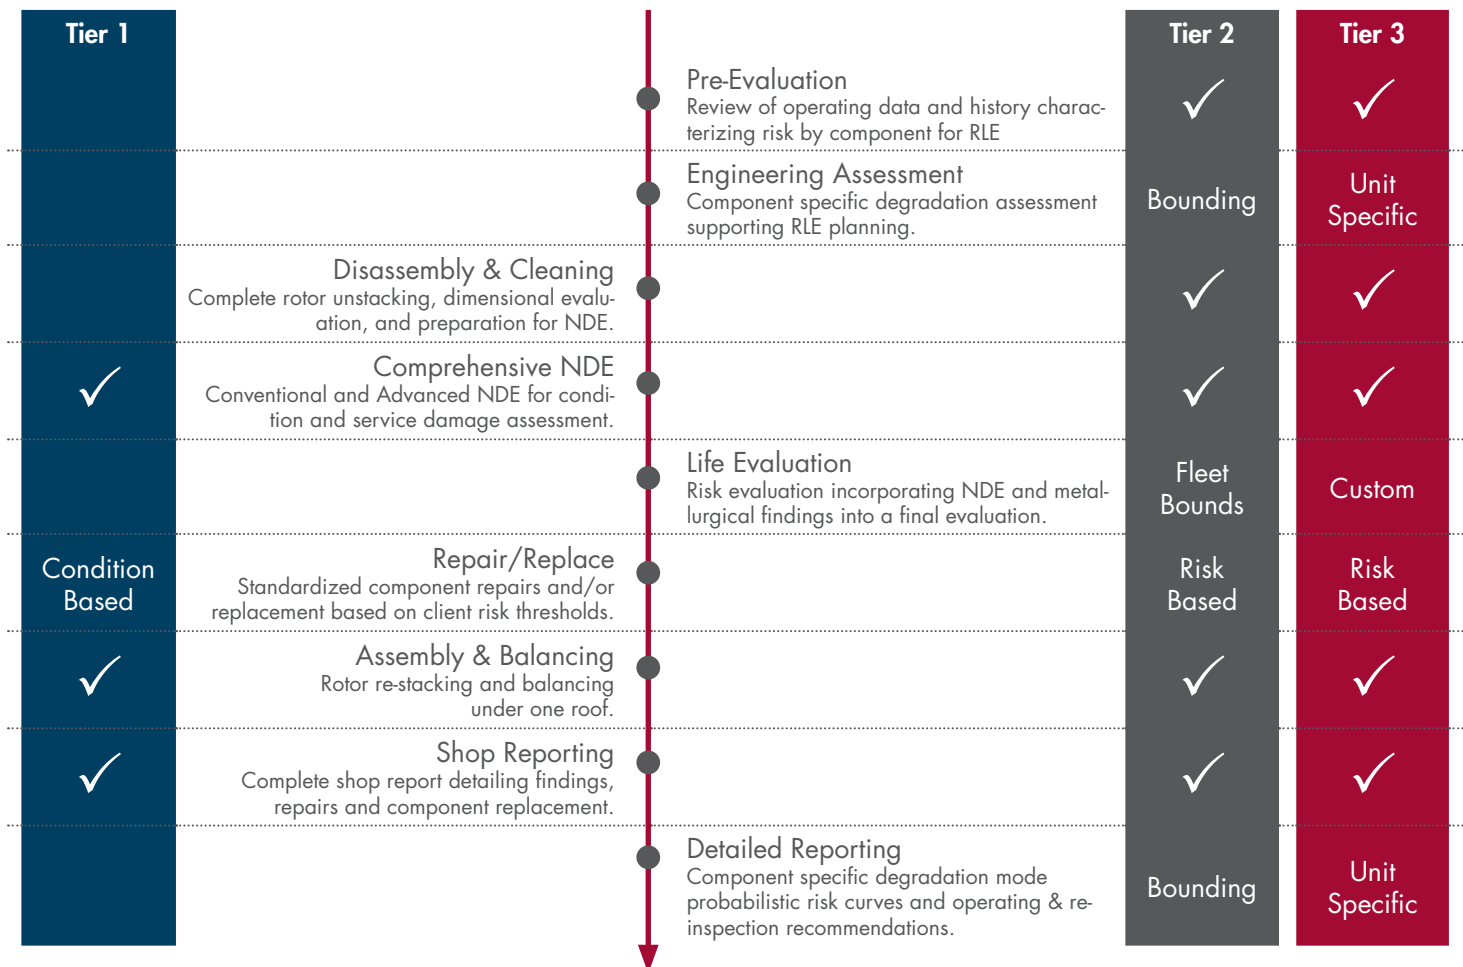 Tier 1
Tier 2
Tier 3
Pre-Evaluation
Review of operating data and history charac-
terizing risk by component for RLE
✓
✓
Engineering Assessment
Component specific degradation assessment
supporting RLE planning.
Bounding
Unit
Specific
Disassembly & Cleaning
Complete rotor unstacking, dimensional evalu-
ation, and preparation for NDE.
✓
✓
✓
Comprehensive NDE
Conventional and Advanced NDE for condi-
tion and service damage assessment.
✓
✓
Life Evaluation
Risk evaluation incorporating NDE and metal-
lurgical findings into a final evaluation.
Fleet
Bounds
Custom
Condition
Based
Repair/Replace
Standardized component repairs and/or
replacement based on client risk thresholds.
Risk
Based
Risk
Based
✓
Assembly & Balancing
Rotor re-stacking and balancing
under one roof.
✓
✓
✓
Shop Reporting
Complete shop report detailing findings,
repairs and component replacement.
✓
✓
Detailed Reporting
Component specific degradation mode
probabilistic risk curves and operating & re-
inspection recommendations.
Bounding
Unit
Specific